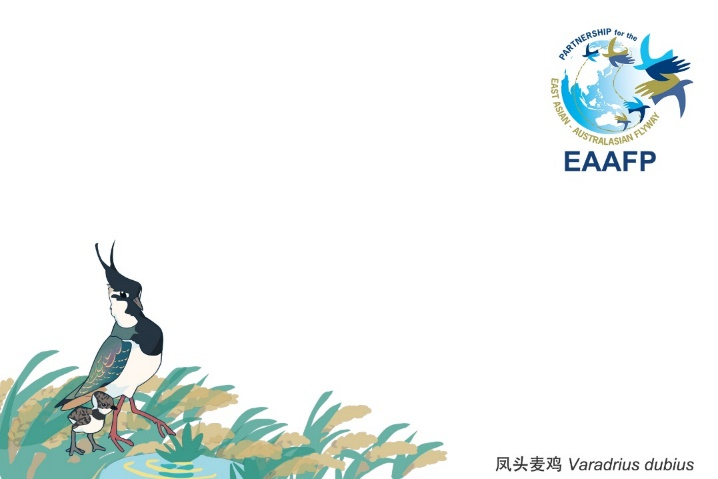 PARTNERSHIP for the
EAST ASIAN - AUSTRALASIAN FLYWAY
EAAFP
凤头麦鸡 Varadrius dubius